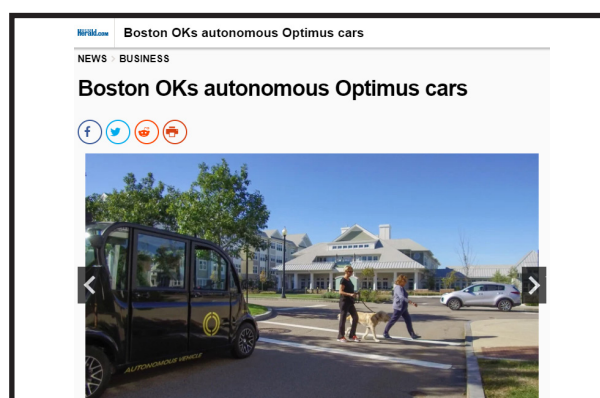 Herald.com Boston OKs autonomous Optimus cars
NEWS > BUSINESS
Boston OKs autonomous Optimus cars
AUTONOMOUS VEHICLE